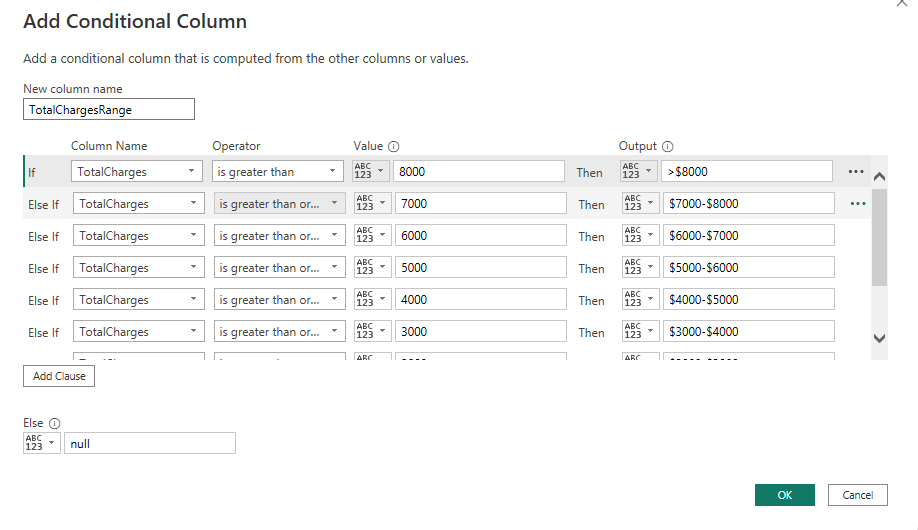 Add Conditional Column
Add a conditional column that is computed from the other columns or values.
New column name
TotalChargesRange
Column Name Operator Value Output
If TotalCharges is greater than ABC 123 8000 Then ABC 123 >$8000 ...
Else If TotalCharges is greater than or... ABC 123 7000 Then ABC 123 $7000-$8000 ...
Else If TotalCharges is greater than or... ABC 123 6000 Then ABC 123 $6000-$7000
Else If TotalCharges is greater than or... ABC 123 5000 Then ABC 123 $5000-$6000
Else If TotalCharges is greater than or... ABC 123 4000 Then ABC 123 $4000-$5000
Else If TotalCharges is greater than or... ABC 123 3000 Then ABC 123 $3000-$4000
ABC ABC
Add Clause
Else
ABC 123 null
OK Cancel